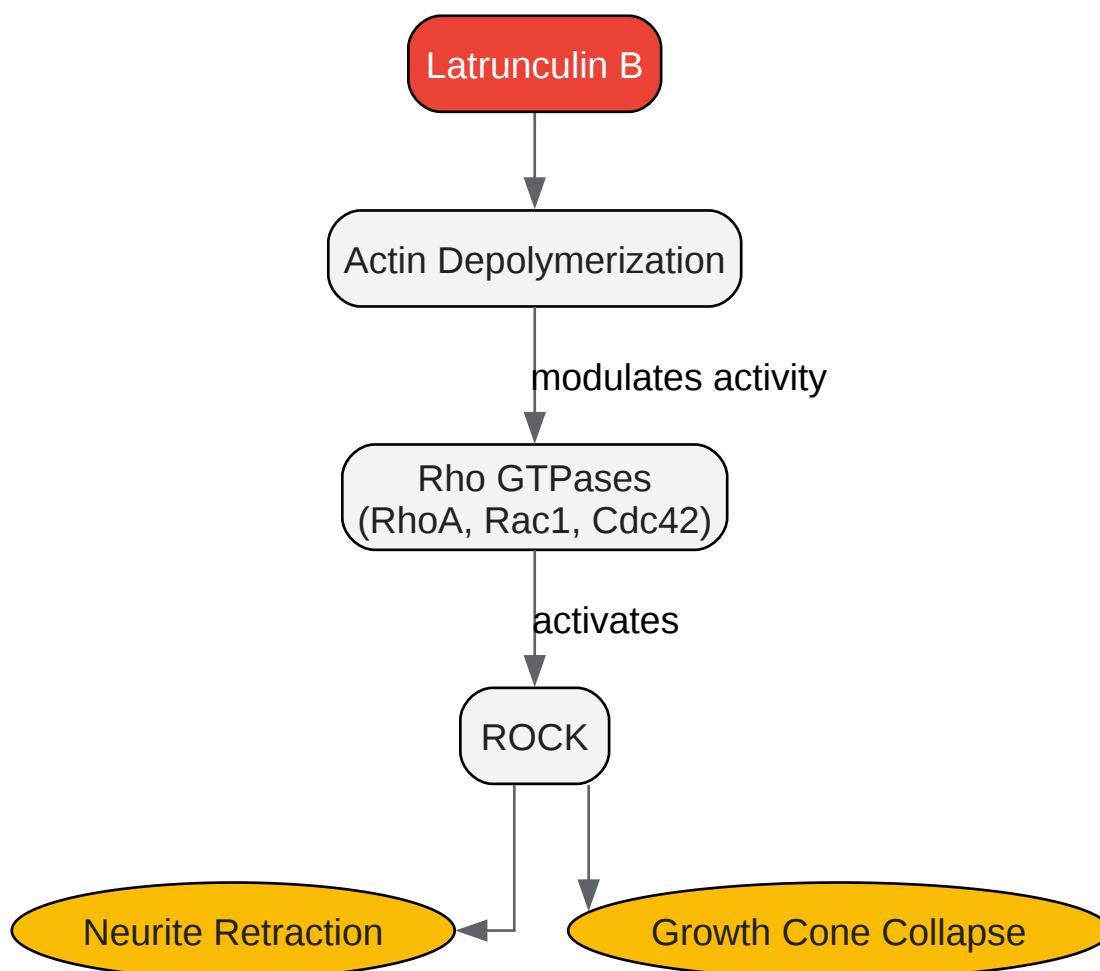 Latrunculin B
Actin Depolymerization
modulates activity
Rho GTPases
(RhoA, Rac1, Cdc42)
activates
ROCK
Neurite Retraction
Growth Cone Collapse